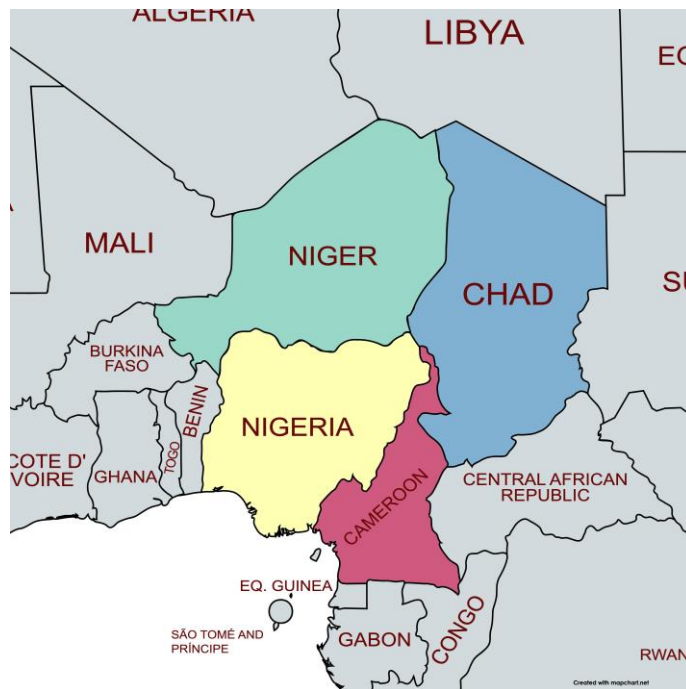 ALGERIA
LIBYA
MALI
NIGER
CHAD
BURKINA
FASO
BENIN
NIGERIA
TOGO
GHANA
COTE D'
VOIRE
CAMEROON
CENTRAL AFRICAN
REPUBLIC
EQ. GUINEA
SÃO TOMÉ AND
PRÍNCIPE
GABON
CONGO
RWAN
Created with mapchart.net